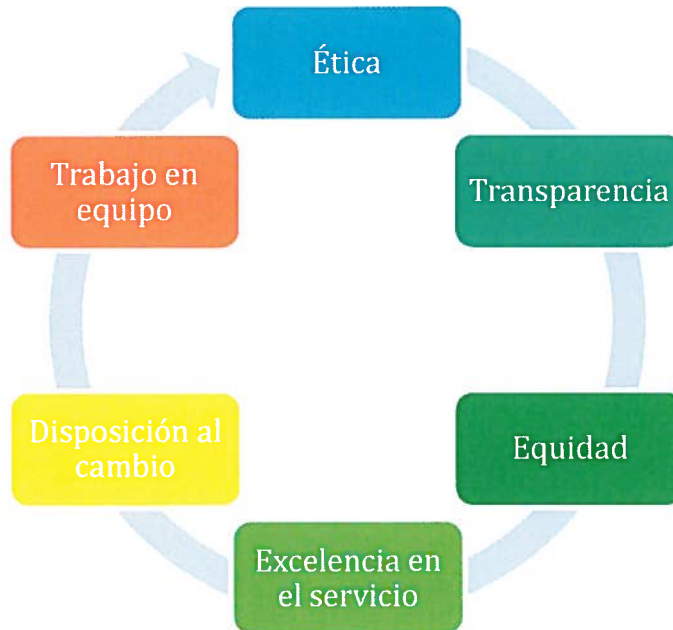 Ética
Transparencia
Equidad
Excelencia en
el servicio
Disposición al
cambio
Trabajo en
equipo